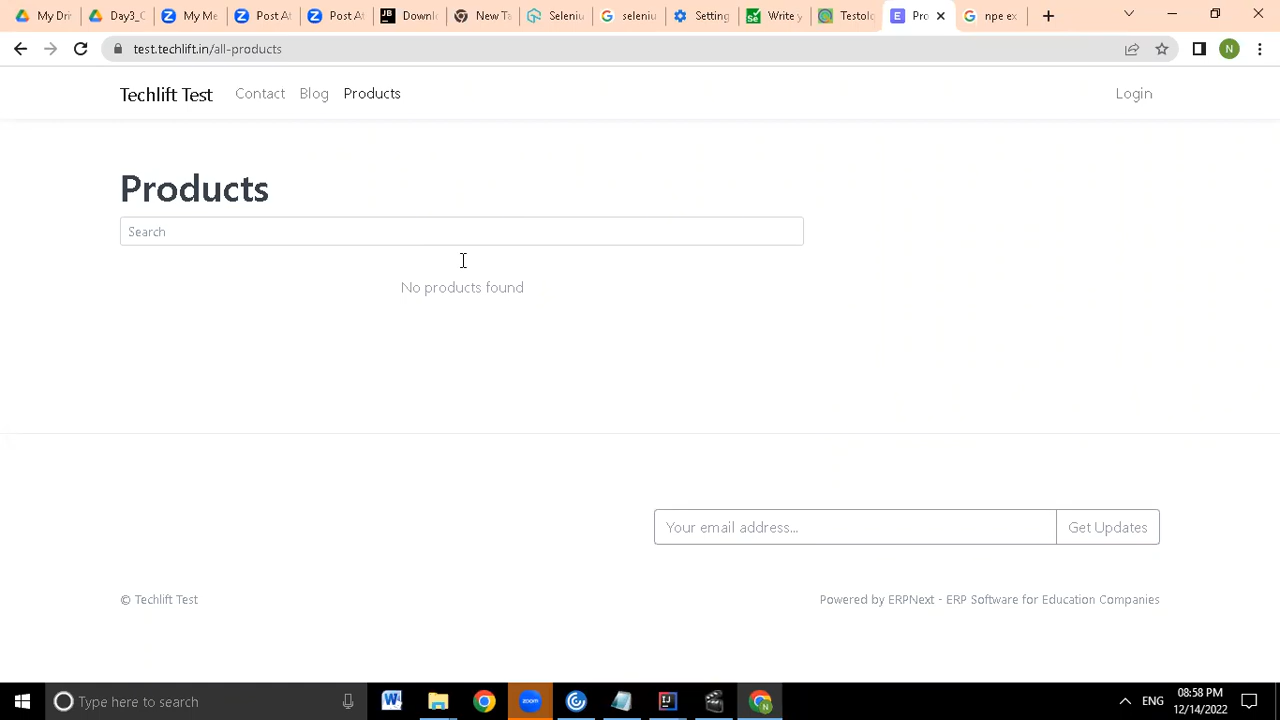 My Dri
Day3_C
My Me
Post At
Post At
Downl
New Ta
Seleniu
seleniu
Setting
Write y
Testolo
Pro
npe e
test.techlift.in/all-products
N
Techlift Test
Contact
Blog
Products
Login
Products
Search
No products found
Your email address...
Get Updates
© Techlift Test
Powered by ERPNext - ERP Software for Education Companies
Type here to search
zoom
ENG
08:58 PM
12/14/2022